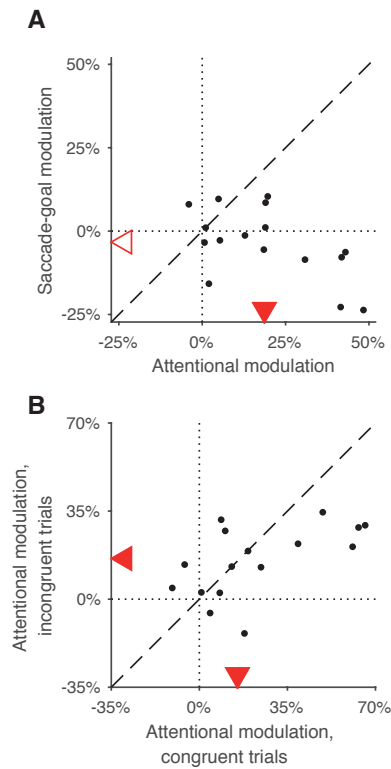 A
50%
25%
0%
-25%
Saccade-goal modulation
-25%
0%
25%
50%
Attentional modulation
B
70%
35%
0%
-35%
Attentional modulation,
incongruent trials
-35%
0%
35%
70%
Attentional modulation,
congruent trials